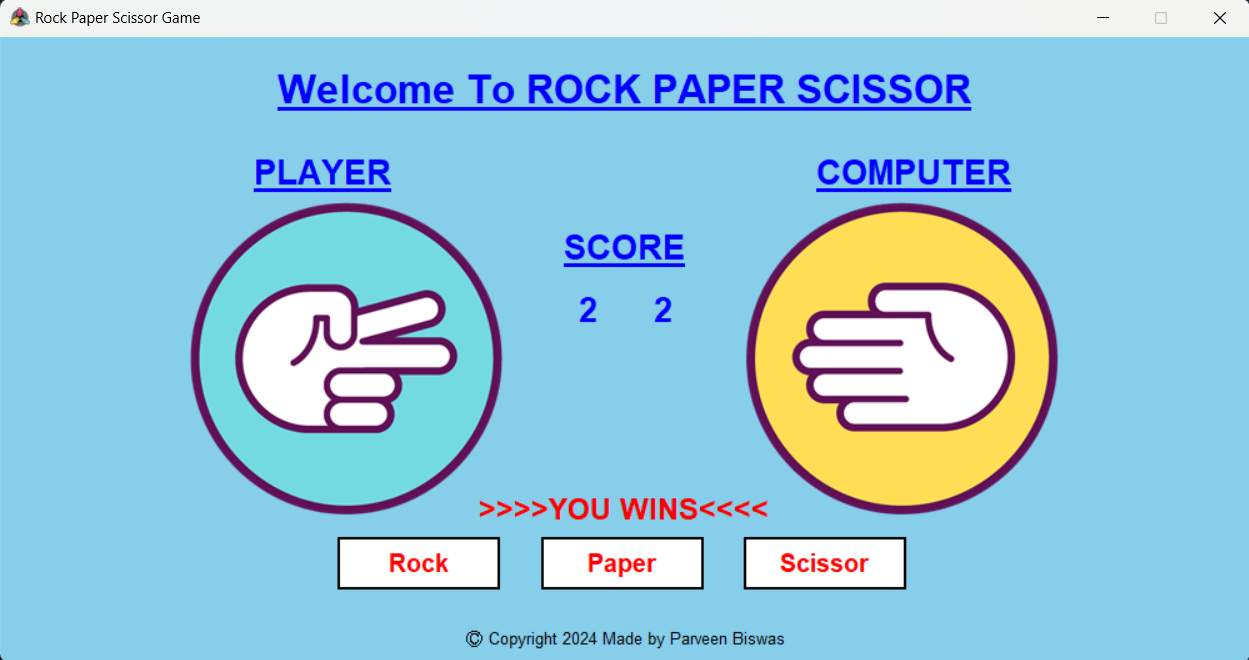 Rock Paper Scissor Game
Welcome To ROCK PAPER SCISSOR
PLAYER
COMPUTER
SCORE
2 2
>>>>YOU WINS<<<<
Rock Paper Scissor
© Copyright 2024 Made by Parveen Biswas